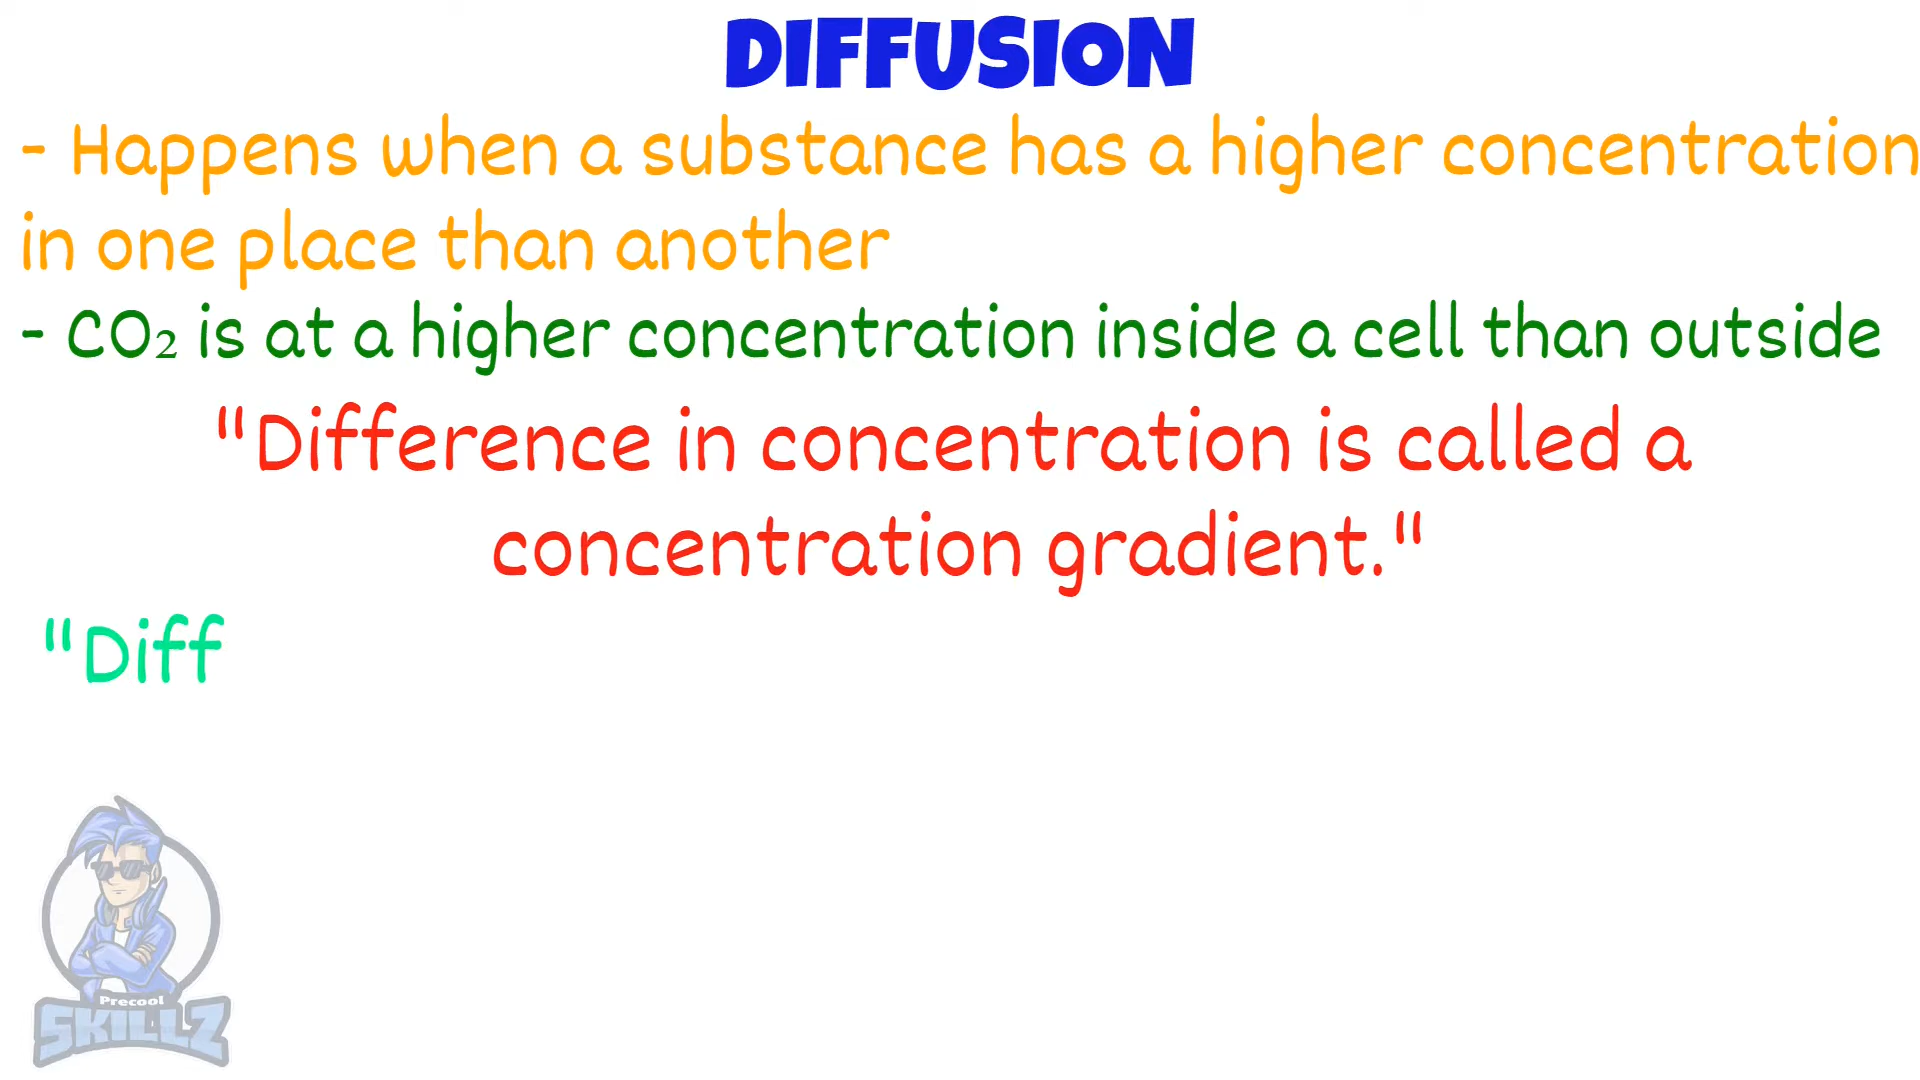 DIFFUSION
- Happens when a substance has a higher concentration
in one place than another
- CO₂ is at a higher concentration inside a cell than outside
"Difference in concentration is called a
concentration gradient."
"Diff
Precool
SKILLZ